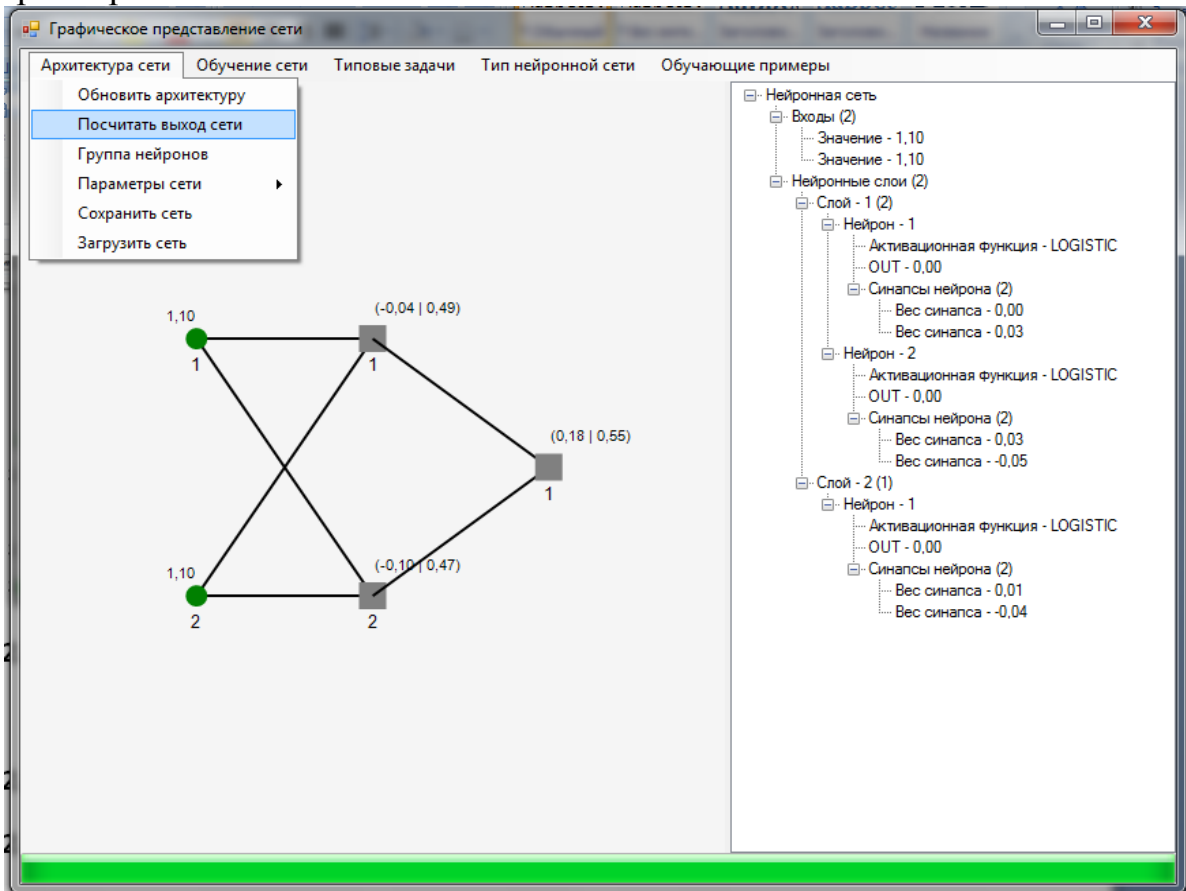 Графическое представление сети
Архитектура сети Обучение сети Типовые задачи Тип нейронной сети Обучающие примеры
Обновить архитектуру
Посчитать выход сети
Группа нейронов
Параметры сети
Сохранить сеть
Загрузить сеть
1,10
1
(-0,04 | 0,49)
1
(0,18 | 0,55)
1
1,10
2
(-0,10 | 0,47)
2
Нейронная сеть
Входы (2)
Значение - 1,10
Значение - 1,10
Нейронные слои (2)
Слой - 1 (2)
Нейрон - 1
Активационная функция - LOGISTIC
OUT - 0,00
Синапсы нейрона (2)
Вес синапса - 0,00
Вес синапса - 0,03
Нейрон - 2
Активационная функция - LOGISTIC
OUT - 0,00
Синапсы нейрона (2)
Вес синапса - 0,03
Вес синапса - -0,05
Слой - 2 (1)
Нейрон - 1
Активационная функция - LOGISTIC
OUT - 0,00
Синапсы нейрона (2)
Вес синапса - 0,01
Вес синапса - -0,04